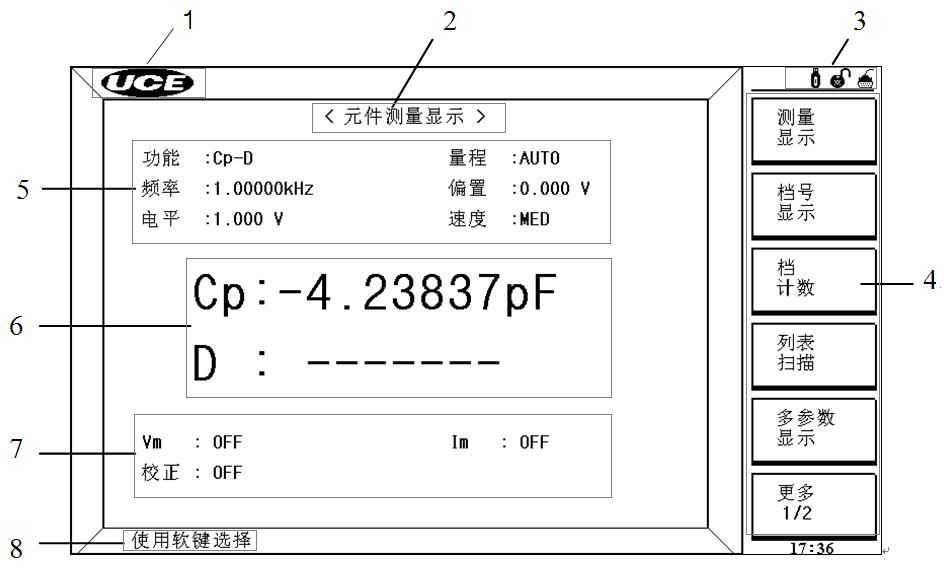 1
2
3
UCE
< 元件测量显示 >
功能 :Cp-D
量程 :AUTO
5
频率 :1.00000kHz
偏置 :0.000 V
电平 :1.000 V
速度 :MED
6
Cp:-4.23837pF
D : -------
7
Vm : OFF
Im : OFF
校正 : OFF
8
使用软键选择
测量
显示
档号
显示
档
计数
4.
列表
扫描
多参数
显示
更多
1/2
17:36